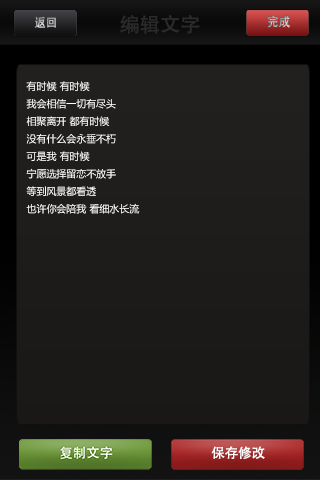 返回 编辑文字 完成
有时候 有时候
我会相信一切有尽头
相聚离开 都有时候
没有什么会永垂不朽
可是我 有时候
宁愿选择留恋不放手
等到风景都看透
也许你会陪我 看细水长流
复制文字 保存修改